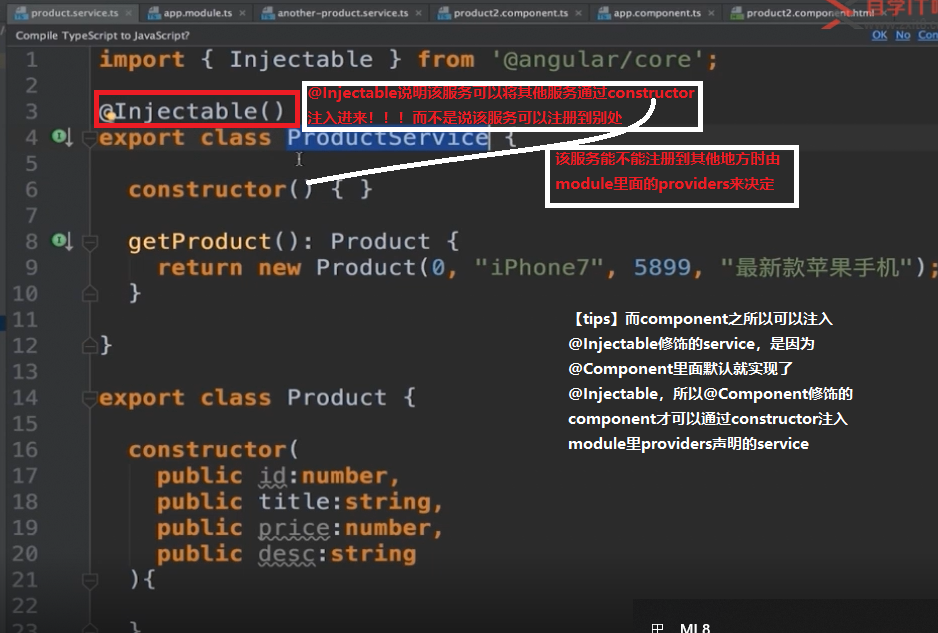 product.service.ts × app.module.ts × another-product.service.ts × product2.component.ts × app.component.ts × product2.component.html
Compile TypeScript to JavaScript? OK No
1 import { Injectable } from '@angular/core';
2
3 @Injectable()
@Injectable说明该服务可以将其他服务通过constructor
注入进来！！！而不是说该服务可以注册到别处
4 export class ProductService {
5
该服务能不能注册到其他地方时由
module里面的providers来决定
6 constructor() { }
7
8 getProduct(): Product {
9 return new Product(0, "iPhone7", 5899, "最新款苹果手机");
10 }
11
12 }
13
【tips】而component之所以可以注入
@Injectable修饰的service，是因为
@Component里面默认就实现了
@Injectable，所以@Component修饰的
component才可以通过constructor注入
module里providers声明的service
14 export class Product {
15
16 constructor(
17 public id:number,
18 public title:string,
19 public price:number,
20 public desc:string
21 ){
22
23 }